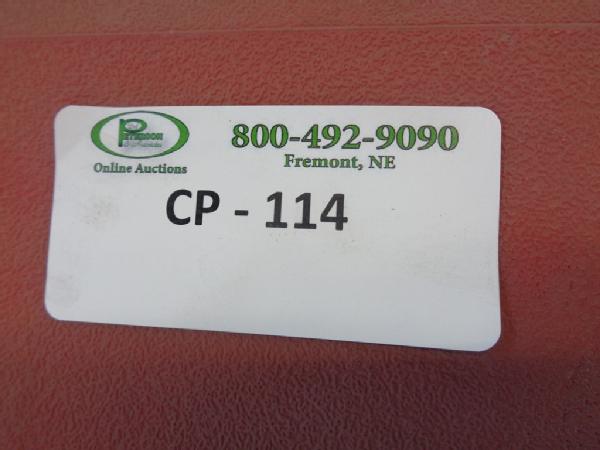 800-492-9090
Fremont, NE
Online Auctions
CP - 114